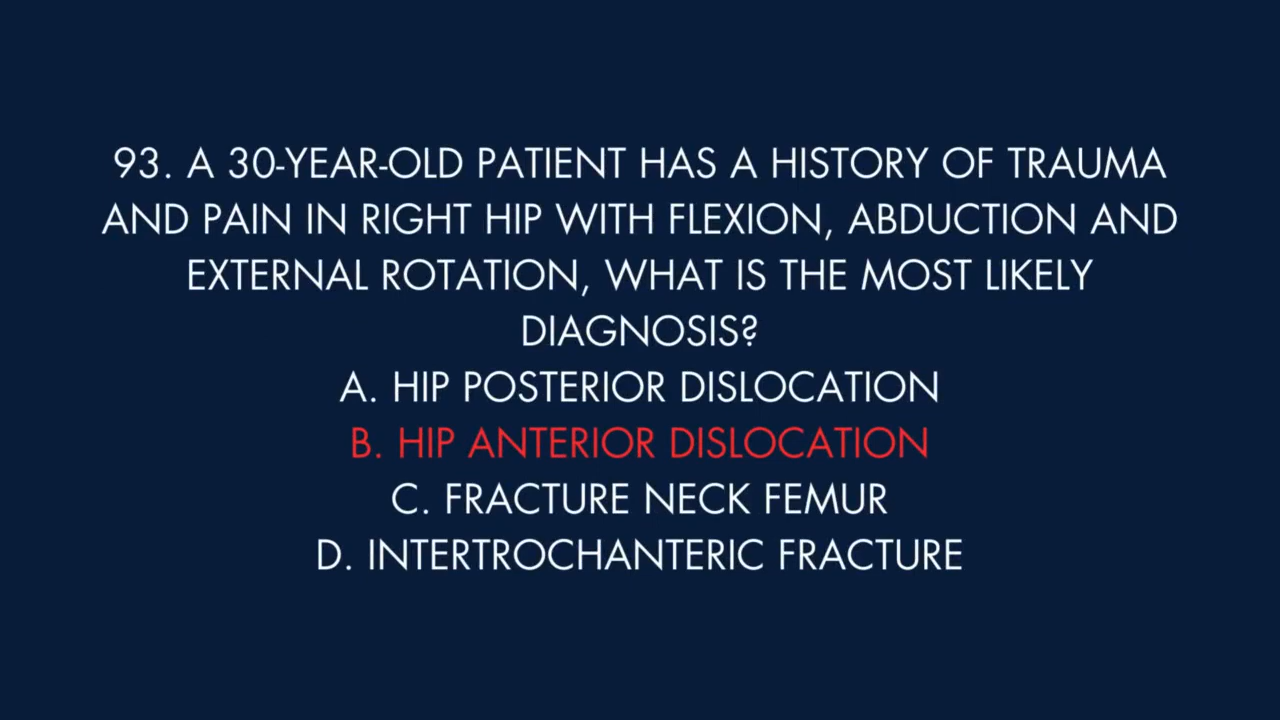 93. A 30-YEAR-OLD PATIENT HAS A HISTORY OF TRAUMA
AND PAIN IN RIGHT HIP WITH FLEXION, ABDUCTION AND
EXTERNAL ROTATION, WHAT IS THE MOST LIKELY
DIAGNOSIS?
A. HIP POSTERIOR DISLOCATION
B. HIP ANTERIOR DISLOCATION
C. FRACTURE NECK FEMUR
D. INTERTROCHANTERIC FRACTURE